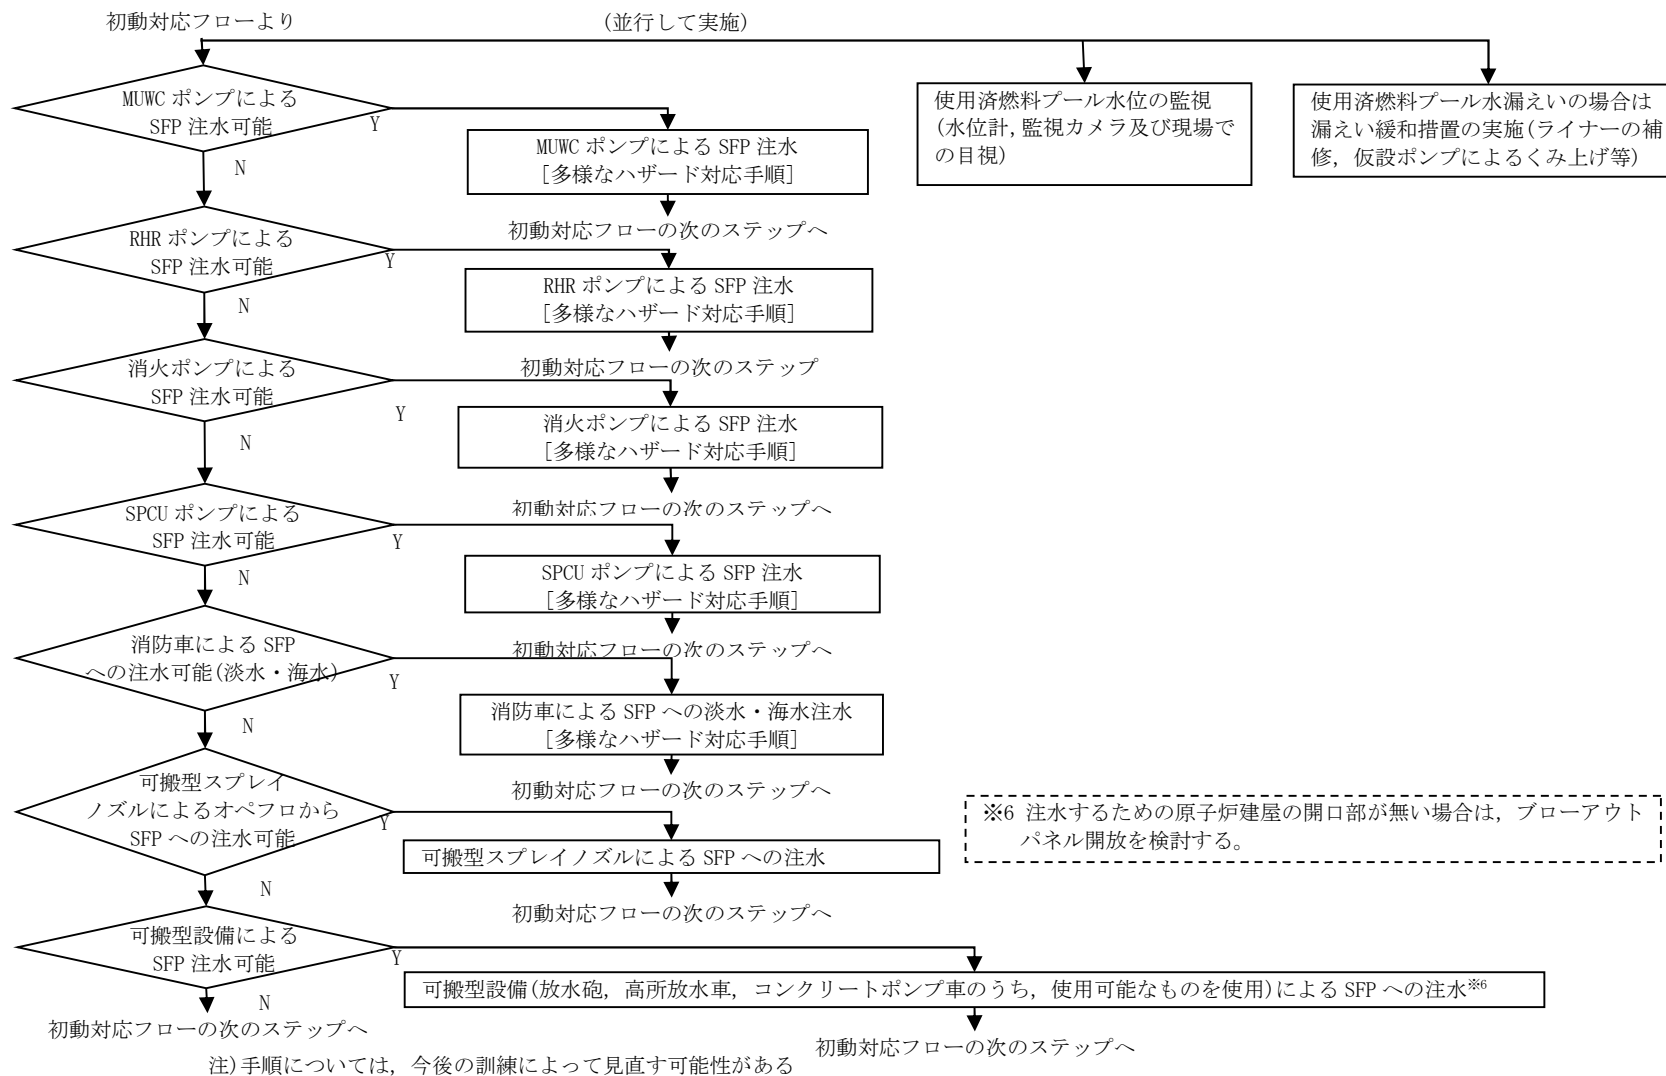 初動対応フローより
(並行して実施)
MUWC ポンプによる
SFP 注水可能
Y
N
MUWC ポンプによる SFP 注水
[多様なハザード対応手順]
初動対応フローの次のステップへ
使用済燃料プール水位の監視
(水位計,監視カメラ及び現場で
の目視)
使用済燃料プール水漏えいの場合は
漏えい緩和措置の実施(ライナーの補
修,仮設ポンプによるくみ上げ等)
RHR ポンプによる
SFP 注水可能
Y
N
RHR ポンプによる SFP 注水
[多様なハザード対応手順]
初動対応フローの次のステップ
消火ポンプによる
SFP 注水可能
Y
N
消火ポンプによる SFP 注水
[多様なハザード対応手順]
初動対応フローの次のステップへ
SPCU ポンプによる
SFP 注水可能
Y
N
SPCU ポンプによる SFP 注水
[多様なハザード対応手順]
初動対応フローの次のステップへ
消防車による SFP
への注水可能(淡水・海水)
Y
N
消防車による SFP への淡水・海水注水
[多様なハザード対応手順]
初動対応フローの次のステップへ
可搬型スプレイ
ノズルによるオペフロから
SFP への注水可能
Y
N
可搬型スプレイノズルによる SFP への注水
初動対応フローの次のステップへ
※6 注水するための原子炉建屋の開口部が無い場合は,ブローアウト
パネル開放を検討する。
可搬型設備による
SFP 注水可能
Y
N
可搬型設備(放水砲,高所放水車,コンクリートポンプ車のうち,使用可能なものを使用)による SFP への注水※6
初動対応フローの次のステップへ
初動対応フローの次のステップへ
注)手順については,今後の訓練によって見直す可能性がある